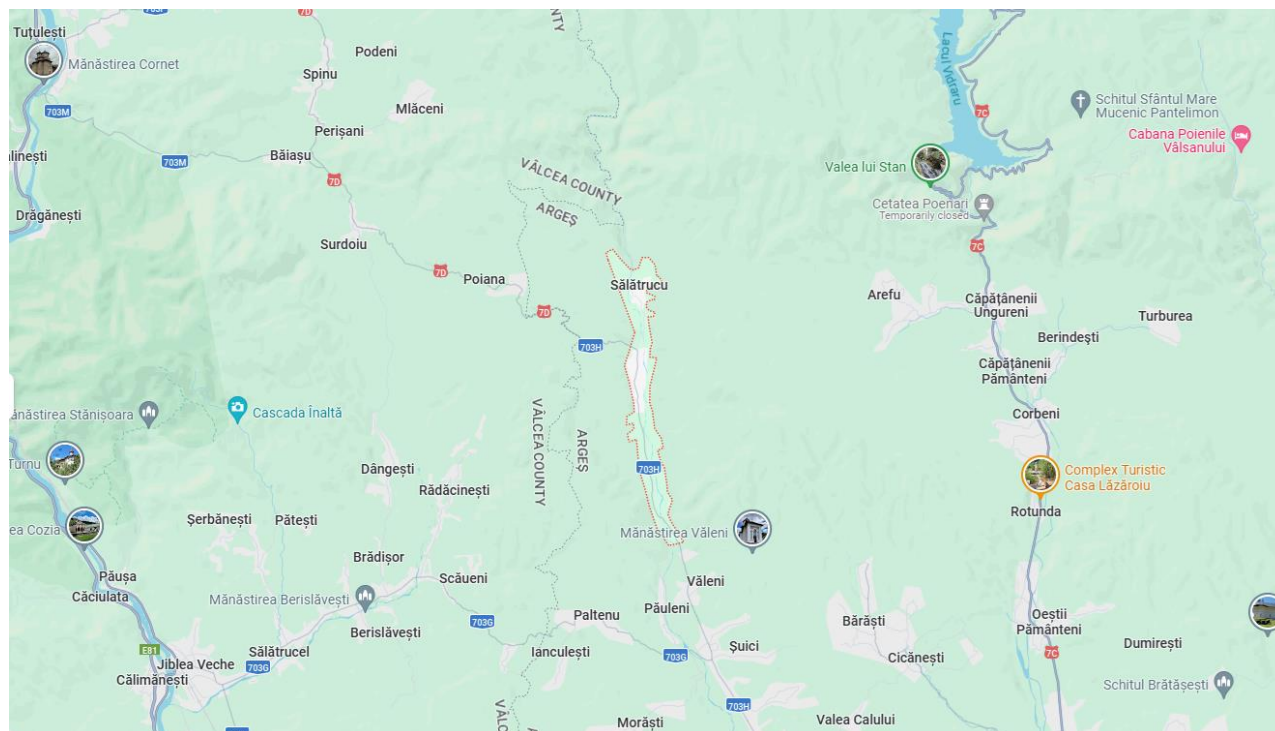 703F
7D
COUNTY
Tuțulești
Mănăstirea Cornet
Podeni
Spinu
Lacul Vidraru
703M
Mlăceni
7C
Schitul Sfântul Mare
Mucenic Pantelimon
Perișani
Cabana Poienile
Vâlsanului
Băiașu
703M
VÂLCEA COUNTY
Valea lui Stan
7D
ARGEȘ
Cetatea Poenari
Temporarily closed
Drăgănești
Surdoiu
7C
7D
Poiana
Sălătrucu
Arefu
Căpățânenii
Ungureni
7D
Turburea
703H
Berindești
Căpățânenii
Pământeni
Cascada Înaltă
ănăstirea Stănișoara
VÂLCEA COUNTY
ARGEȘ
Corbeni
Turnu
Dângești
703H
Complex Turistic
Casa Lăzăroiu
Rădăcinești
Rotunda
Șerbănești
Pătești
ea Cozia
Mănăstirea Văleni
Brădișor
Păușa
Scăueni
Văleni
Căciulata
Mănăstirea Berislăvești
Păuleni
Paltenu
Bărăști
Oeștii
Pământeni
703G
Berislăvești
E81
Sălătrucel
Ianculești
703G
Șuici
7C
Dumirești
Jiblea Veche
703G
Cicănești
Călimănești
Schitul Brătășești
703H
Morăști
Valea Calului